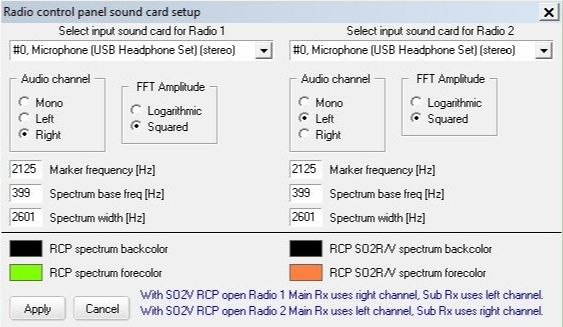 Radio control panel sound card setup
Select input sound card for Radio 1
Select input sound card for Radio 2
#0, Microphone (USB Headphone Set) (stereo)
#0, Microphone (USB Headphone Set) (stereo)
Audio channel
FFT Amplitude
Audio channel
FFT Amplitude
Mono
Left
Right
Logarithmic
Squared
Mono
Left
Right
Logarithmic
Squared
2125 Marker frequency [Hz]
2125 Marker frequency [Hz]
399 Spectrum base freq [Hz]
399 Spectrum base freq [Hz]
2601 Spectrum width [Hz]
2601 Spectrum width [Hz]
RCP spectrum backcolor
RCP SO2R/V spectrum backcolor
RCP spectrum forecolor
RCP SO2R/V spectrum forecolor
Apply
Cancel
With SO2V RCP open Radio 1 Main Rx uses right channel, Sub Rx uses left channel.
With SO2V RCP open Radio 2 Main Rx uses left channel, Sub Rx uses right channel.